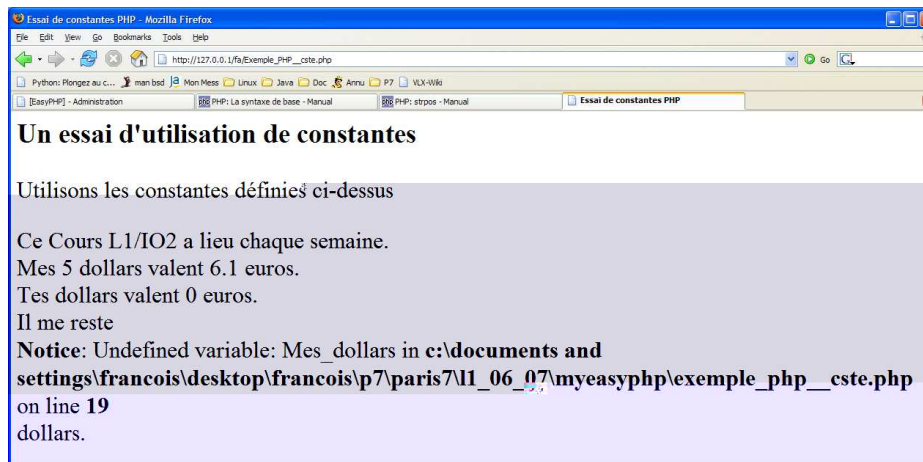 Essai de constantes PHP - Mozilla Firefox
File Edit View Go Bookmarks Tools Help
http://127.0.0.1/fa/Exemple_PHP__cste.php Go
Python: Plongez au c... man bsd Mon Mess Linux Java Doc Annu P7 VLX-Wiki
[EasyPHP] - Administration PHP: La syntaxe de base - Manual PHP: strpos - Manual Essai de constantes PHP
Un essai d'utilisation de constantes
Utilisons les constantes définies ci-dessus
Ce Cours L1/IO2 a lieu chaque semaine.
Mes 5 dollars valent 6.1 euros.
Tes dollars valent 0 euros.
Il me reste
Notice: Undefined variable: Mes_dollars in c:\documents and
settings\francois\desktop\francois\p7\paris7\l1_06_07\myeasyphp\exemple_php__cste.php
on line 19
dollars.